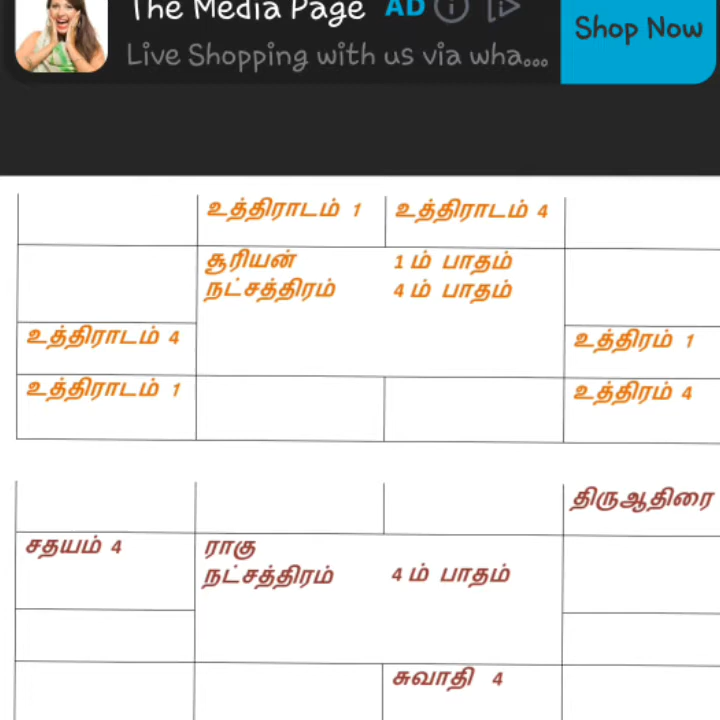 The Media Page AD
Live Shopping with us via wha...
Shop Now
உத்திராடம் 1 உத்திராடம் 4
சூரியன் 1 ம் பாதம்
நட்சத்திரம் 4 ம் பாதம்
உத்திராடம் 4 உத்திரம் 1
உத்திராடம் 1 உத்திரம் 4
திருஆதிரை
சதயம் 4 ராகு
நட்சத்திரம் 4 ம் பாதம்
சுவாதி 4